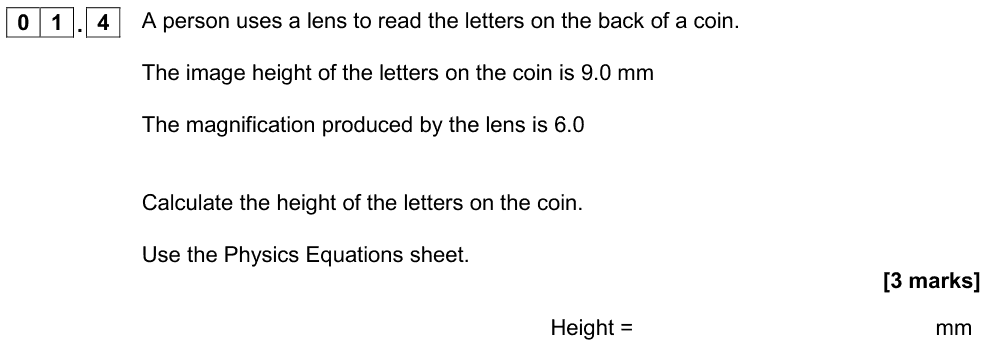 0 1 . 4 A person uses a lens to read the letters on the back of a coin.
The image height of the letters on the coin is 9.0 mm
The magnification produced by the lens is 6.0
Calculate the height of the letters on the coin.
Use the Physics Equations sheet.
[3 marks]
Height = mm